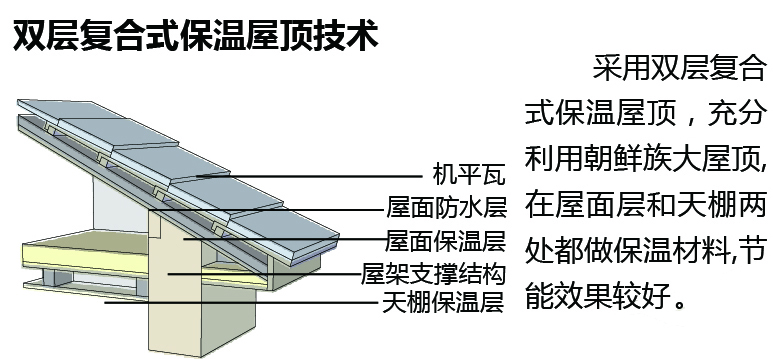 双层复合式保温屋顶技术
采用双层复合
式保温屋顶，充分
利用朝鲜族大屋顶,
在屋面层和天棚两
处都做保温材料,节
能效果较好。
机平瓦
屋面防水层
屋面保温层
屋架支撑结构
天棚保温层